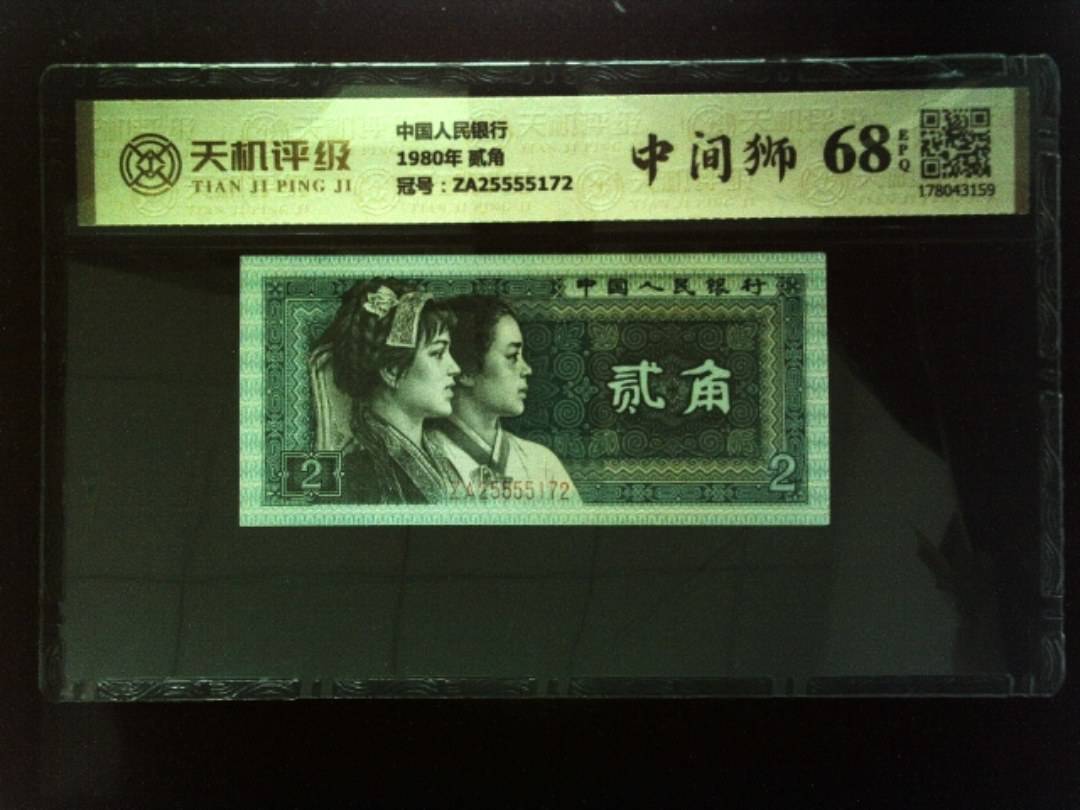 天机评级
TIAN JI PING JI
中国人民银行
1980年 贰角
冠号：ZA25555172
中间狮
68
EPQ
178043159
中国人民银行
贰角
2
2
ZA25555172